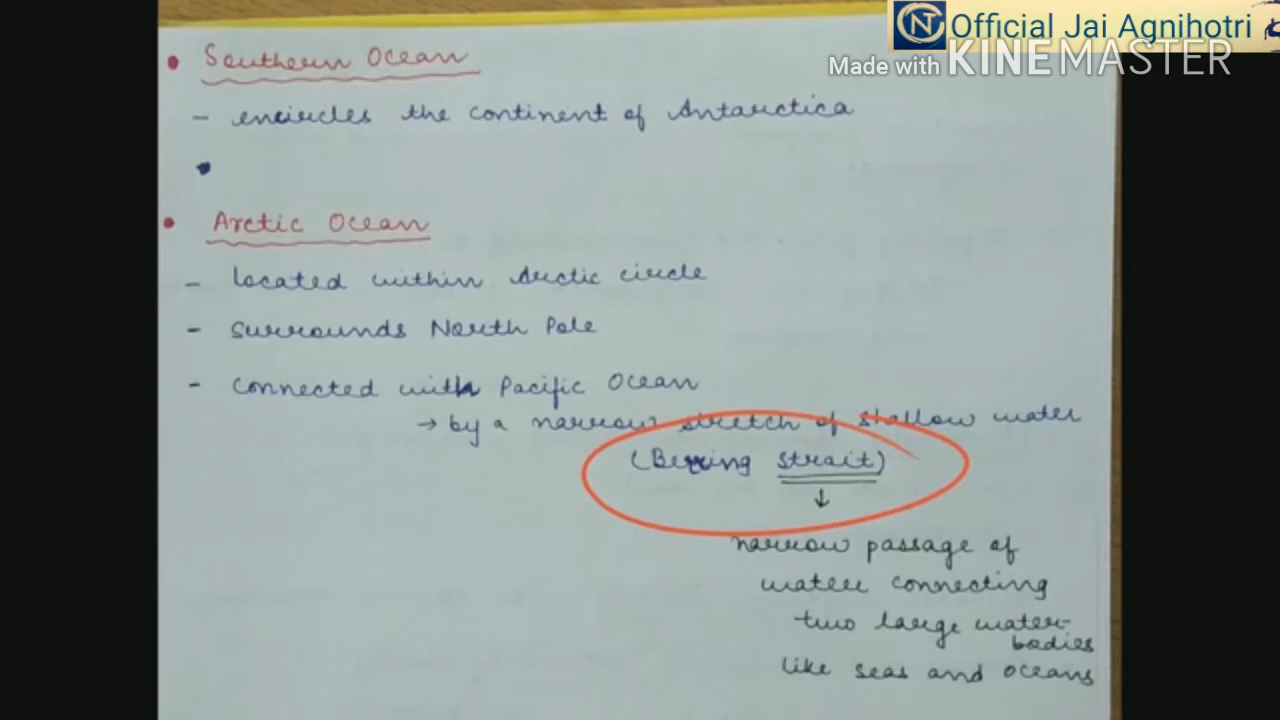 Official Jai Agnihotri
Made with KINEMASTER
• Southern Ocean
- encircles the continent of Antarctica
•
• Arctic Ocean
- Located within Arctic circle
- Surrounds North Pole
- Connected with Pacific Ocean
→ by a narrow stretch of shallow water
(Berring Strait)
↓
narrow passage of
water connecting
two large water-
bodies
like seas and oceans